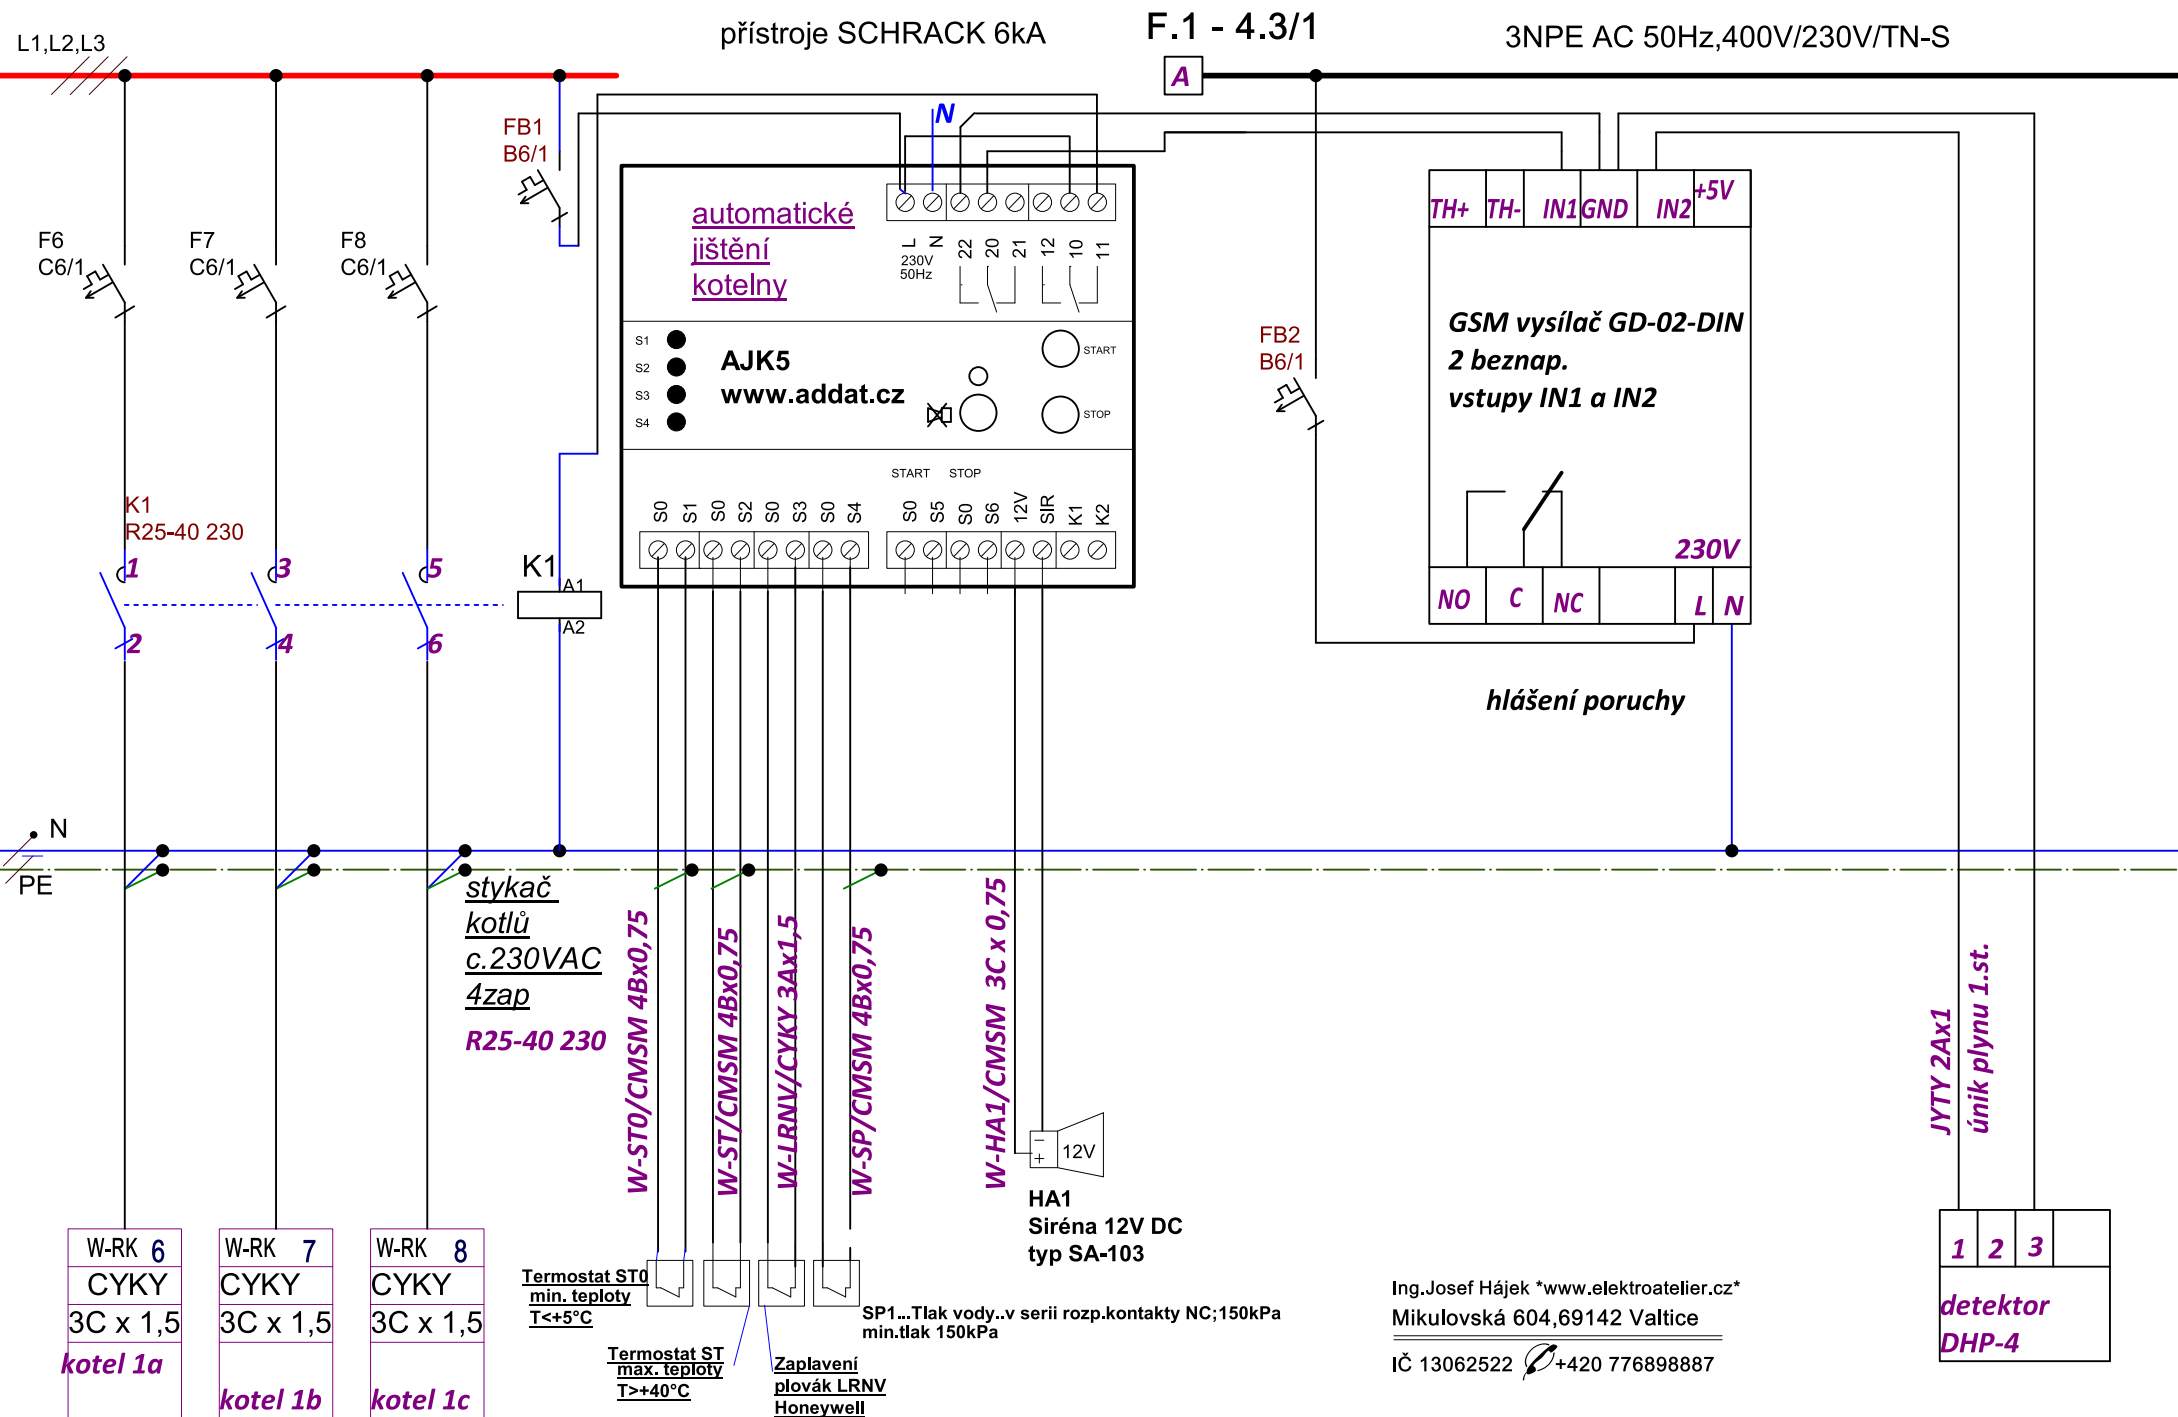 přístroje SCHRACK 6kA
F.1 - 4.3/1
3NPE AC 50Hz,400V/230V/TN-S
L1,L2,L3
A
N
FB1
B6/1
F6
C6/1
F7
C6/1
F8
C6/1
automatické
jištění
kotelny
L
N
22
20
21
12
10
11
230V
50Hz
S1
S2
S3
S4
AJK5
www.addat.cz
START
STOP
START
STOP
S0
S1
S0
S2
S0
S3
S0
S4
S0
S5
S0
S6
12V
SIR
K1
K2
FB2
B6/1
TH+
TH-
IN1
GND
IN2
+5V
GSM vysílač GD-02-DIN
2 beznap.
vstupy IN1 a IN2
230V
NO
C
NC
L
N
hlášení poruchy
K1
R25-40 230
1
3
5
2
4
6
K1
A1
A2
N
PE
stykač
kotlů
c.230VAC
4zap
R25-40 230
W-ST0/CMSM 4Bx0,75
W-ST/CMSM 4Bx0,75
W-LRNV/CYKY 3Ax1,5
W-SP/CMSM 4Bx0,75
W-HA1/CMSM 3C x 0,75
JYTY 2Ax1
únik plynu 1.st.
−
+
12V
HA1
Siréna 12V DC
typ SA-103
W-RK 6
CYKY
3C x 1,5
kotel 1a
W-RK 7
CYKY
3C x 1,5
kotel 1b
W-RK 8
CYKY
3C x 1,5
kotel 1c
Termostat ST0
min. teploty
T<+5°C
Termostat ST
max. teploty
T>+40°C
Zaplavení
plovák LRNV
Honeywell
SP1...Tlak vody..v serii rozp.kontakty NC;150kPa
min.tlak 150kPa
Ing.Josef Hájek *www.elektroatelier.cz*
Mikulovská 604,69142 Valtice
IČ 13062522 +420 776898887
1
2
3
detektor
DHP-4